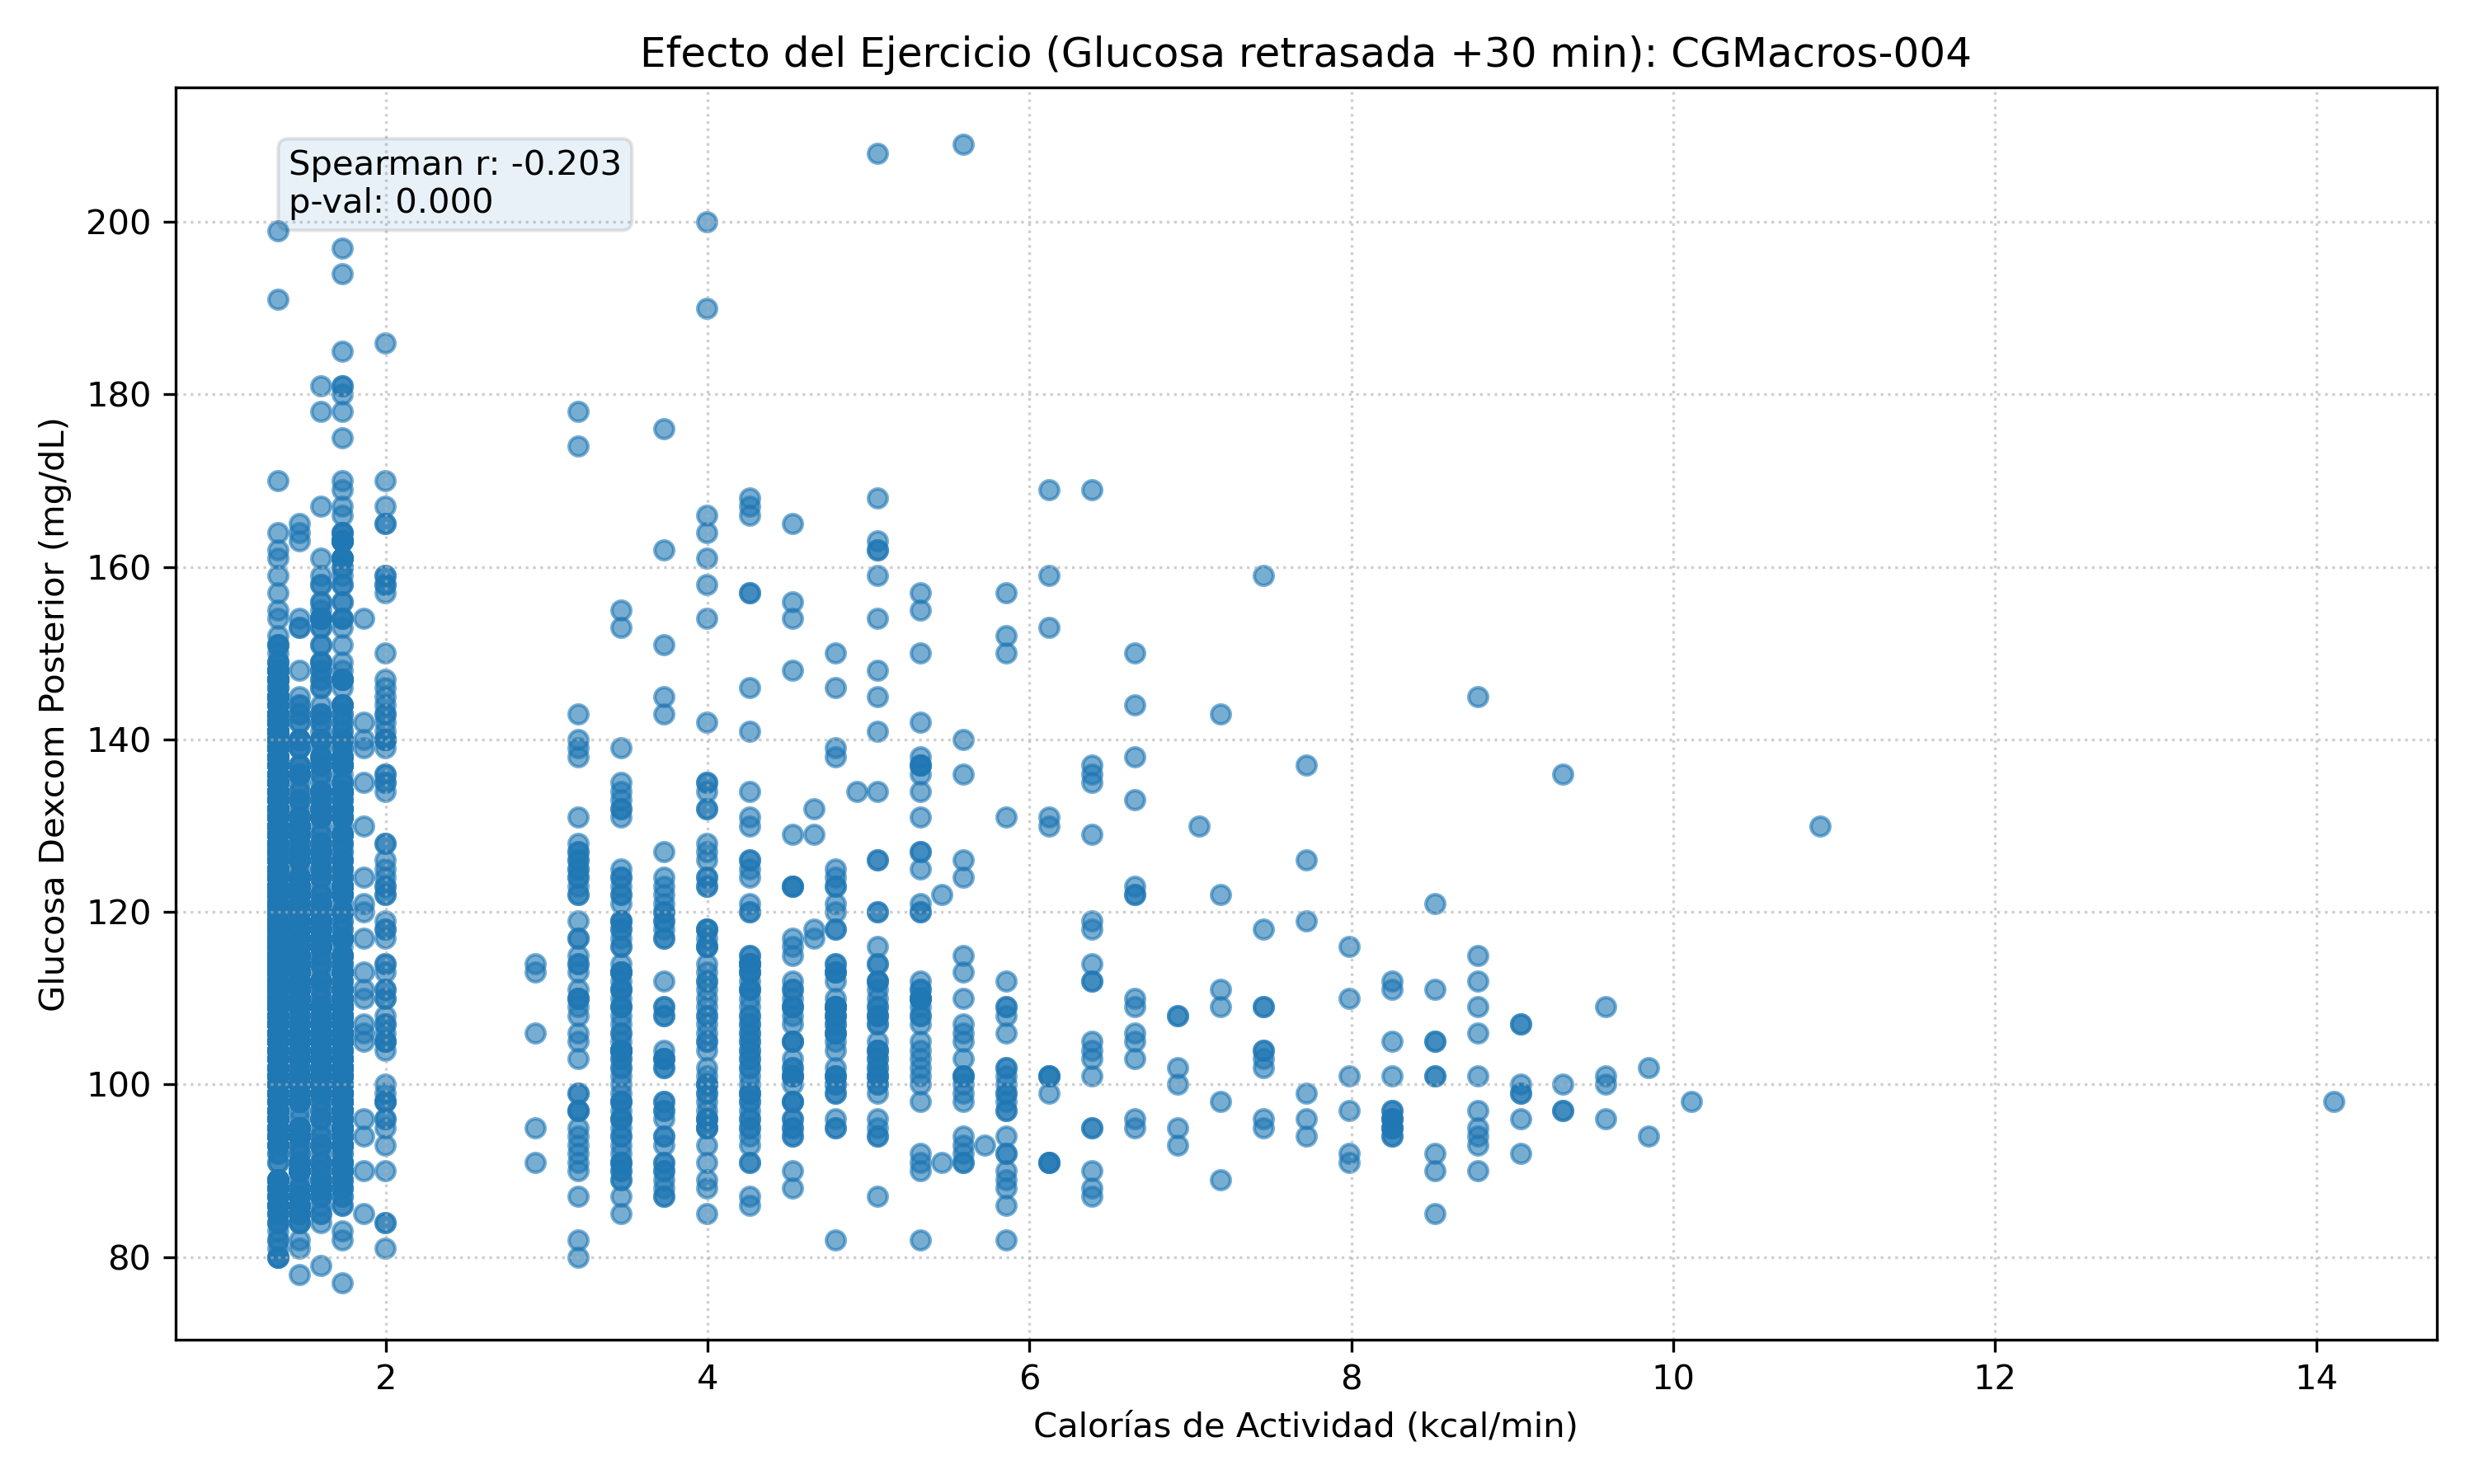 Efecto del Ejercicio (Glucosa retrasada +30 min): CGMacros-004
Spearman r: -0.203
p-val: 0.000
Glucosa Dexcom Posterior (mg/dL)
200
180
160
140
120
100
80
2 4 6 8 10 12 14
Calorías de Actividad (kcal/min)